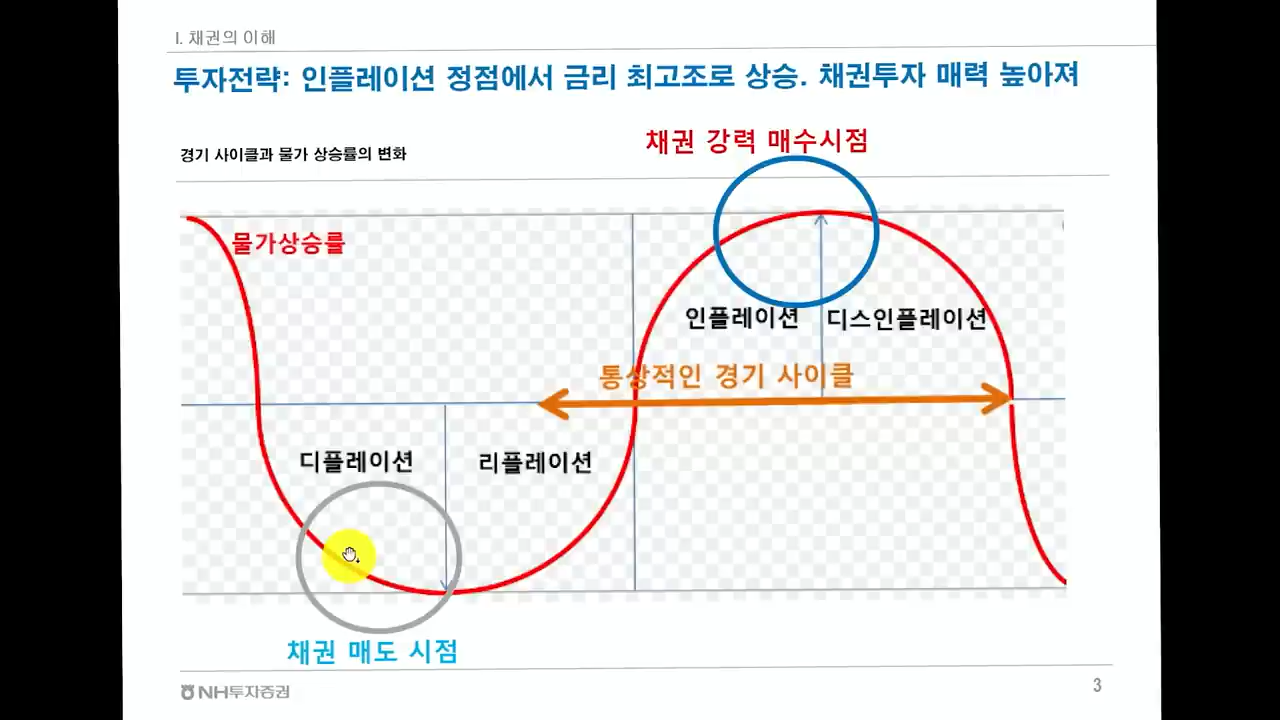 I. 채권의 이해
투자전략: 인플레이션 정점에서 금리 최고조로 상승. 채권투자 매력 높아져
채권 강력 매수시점
경기 사이클과 물가 상승률의 변화
물가상승률
인플레이션
디스인플레이션
통상적인 경기 사이클
디플레이션
리플레이션
채권 매도 시점
NH투자증권
3